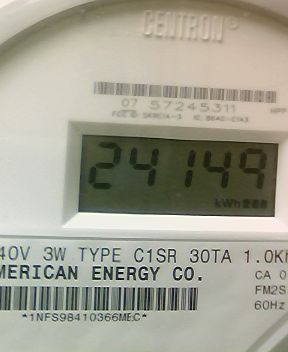 CENTRON®
07 57245311
24149
kWh
40V 3W TYPE C1SR 30TA 1.0Kh
MERICAN ENERGY CO.
CA 0
FM2S
60Hz
*1NFS98410366MEC*